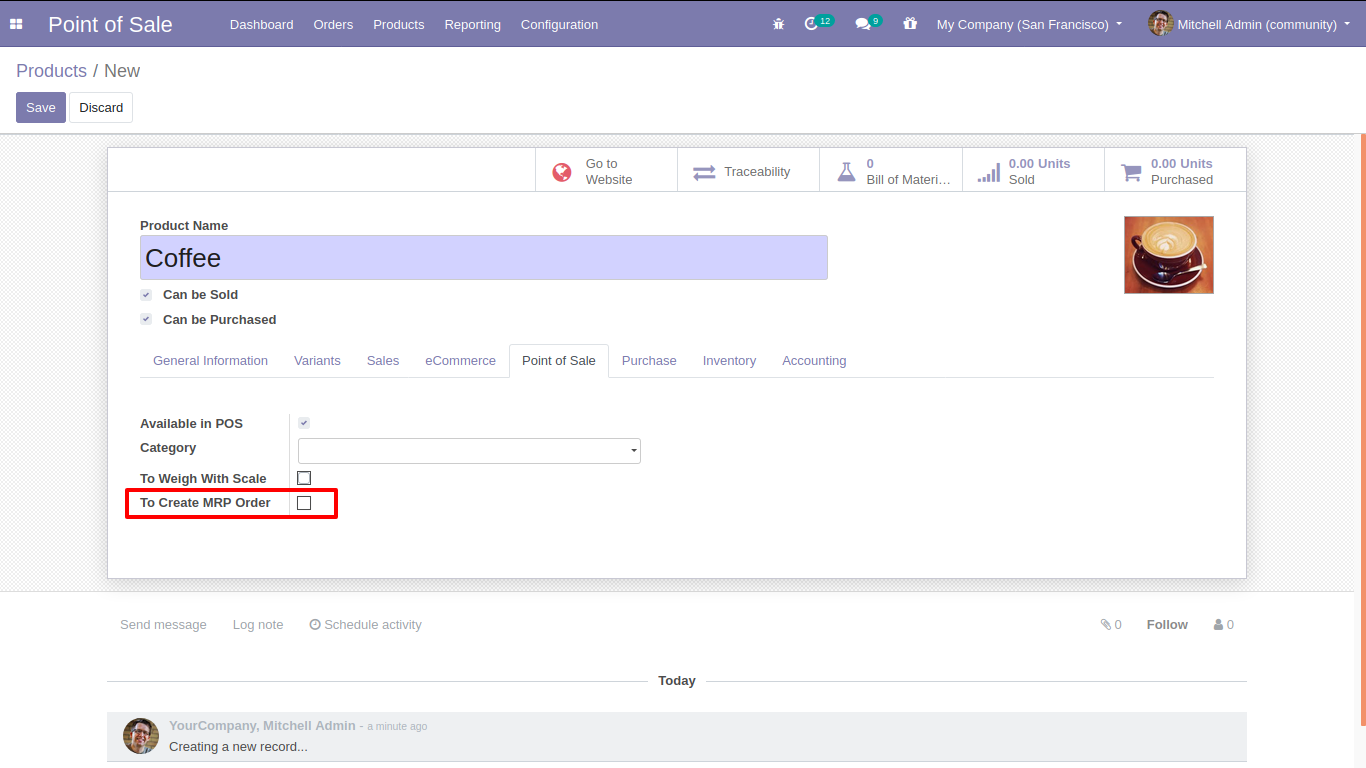 Point of Sale Dashboard Orders Products Reporting Configuration 12 9 My Company (San Francisco) Mitchell Admin (community)
Products / New
Save Discard
Go to
Website
Traceability
0
Bill of Materi...
0.00 Units
Sold
0.00 Units
Purchased
Product Name
Coffee
Can be Sold
Can be Purchased
General Information Variants Sales eCommerce Point of Sale Purchase Inventory Accounting
Available in POS
Category
To Weigh With Scale
To Create MRP Order
Send message Log note Schedule activity 0 Follow 0
Today
YourCompany, Mitchell Admin - a minute ago
Creating a new record...